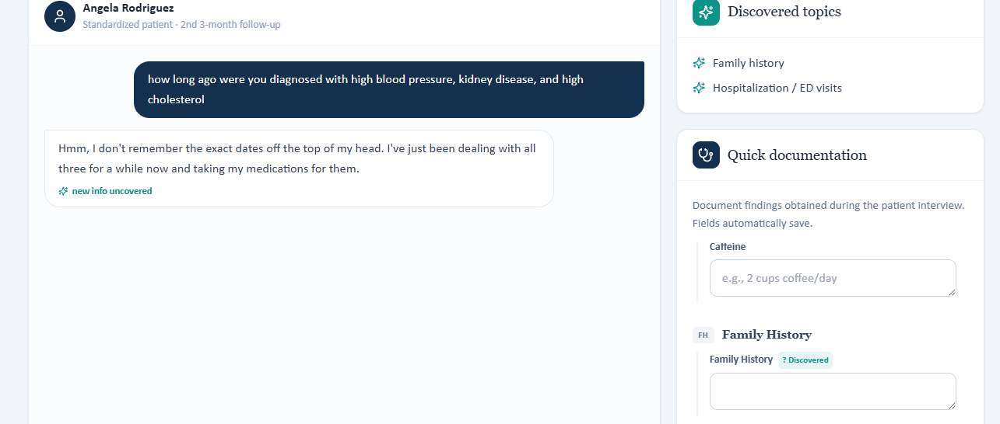 Angela Rodriguez
Standardized patient · 2nd 3-month follow-up
how long ago were you diagnosed with high blood pressure, kidney disease, and high
cholesterol
Hmm, I don't remember the exact dates off the top of my head. I've just been dealing with all
three for a while now and taking my medications for them.
new info uncovered
Discovered topics
Family history
Hospitalization / ED visits
Quick documentation
Document findings obtained during the patient interview.
Fields automatically save.
Caffeine
e.g., 2 cups coffee/day
FH Family History
Family History ? Discovered